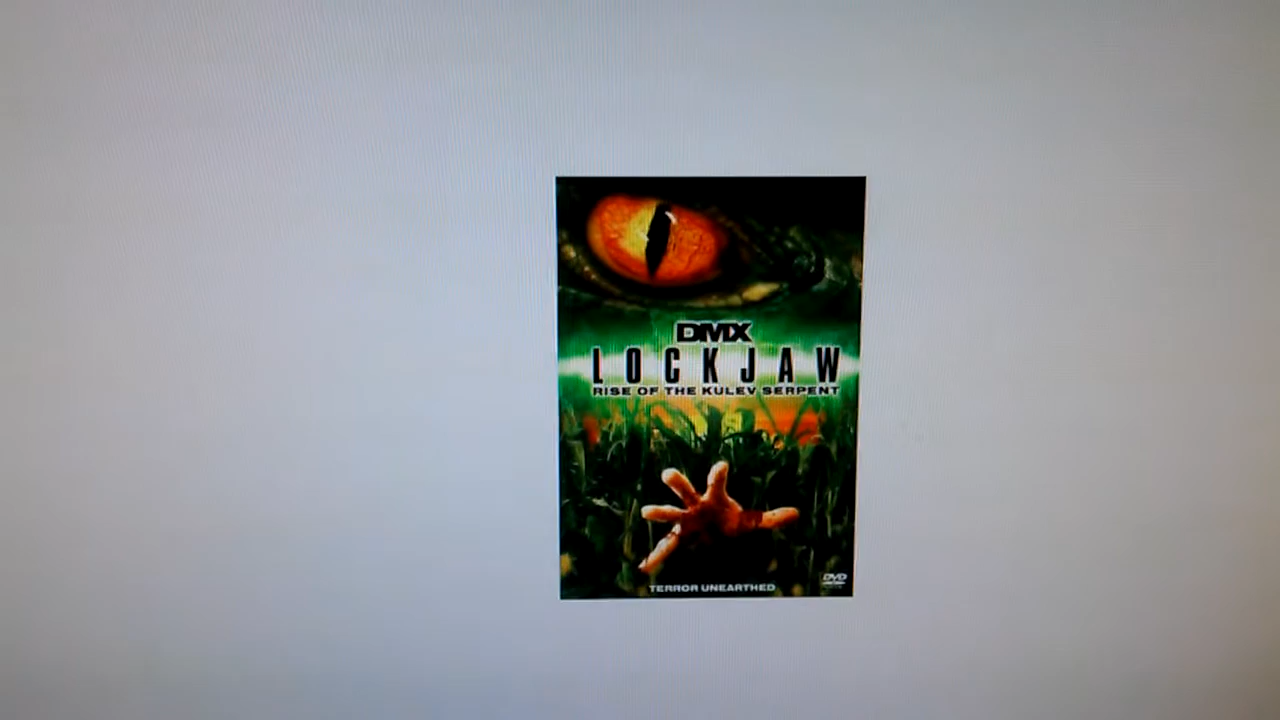 DMX
LOCKJAW
RISE OF THE KULEV SERPENT
TERROR UNEARTHED
DVD